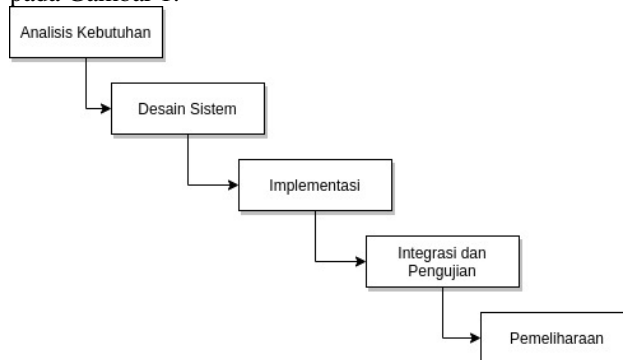 pada Gambar 1.
Analisis Kebutuhan
Desain Sistem
Implementasi
Integrasi dan
Pengujian
Pemeliharaan